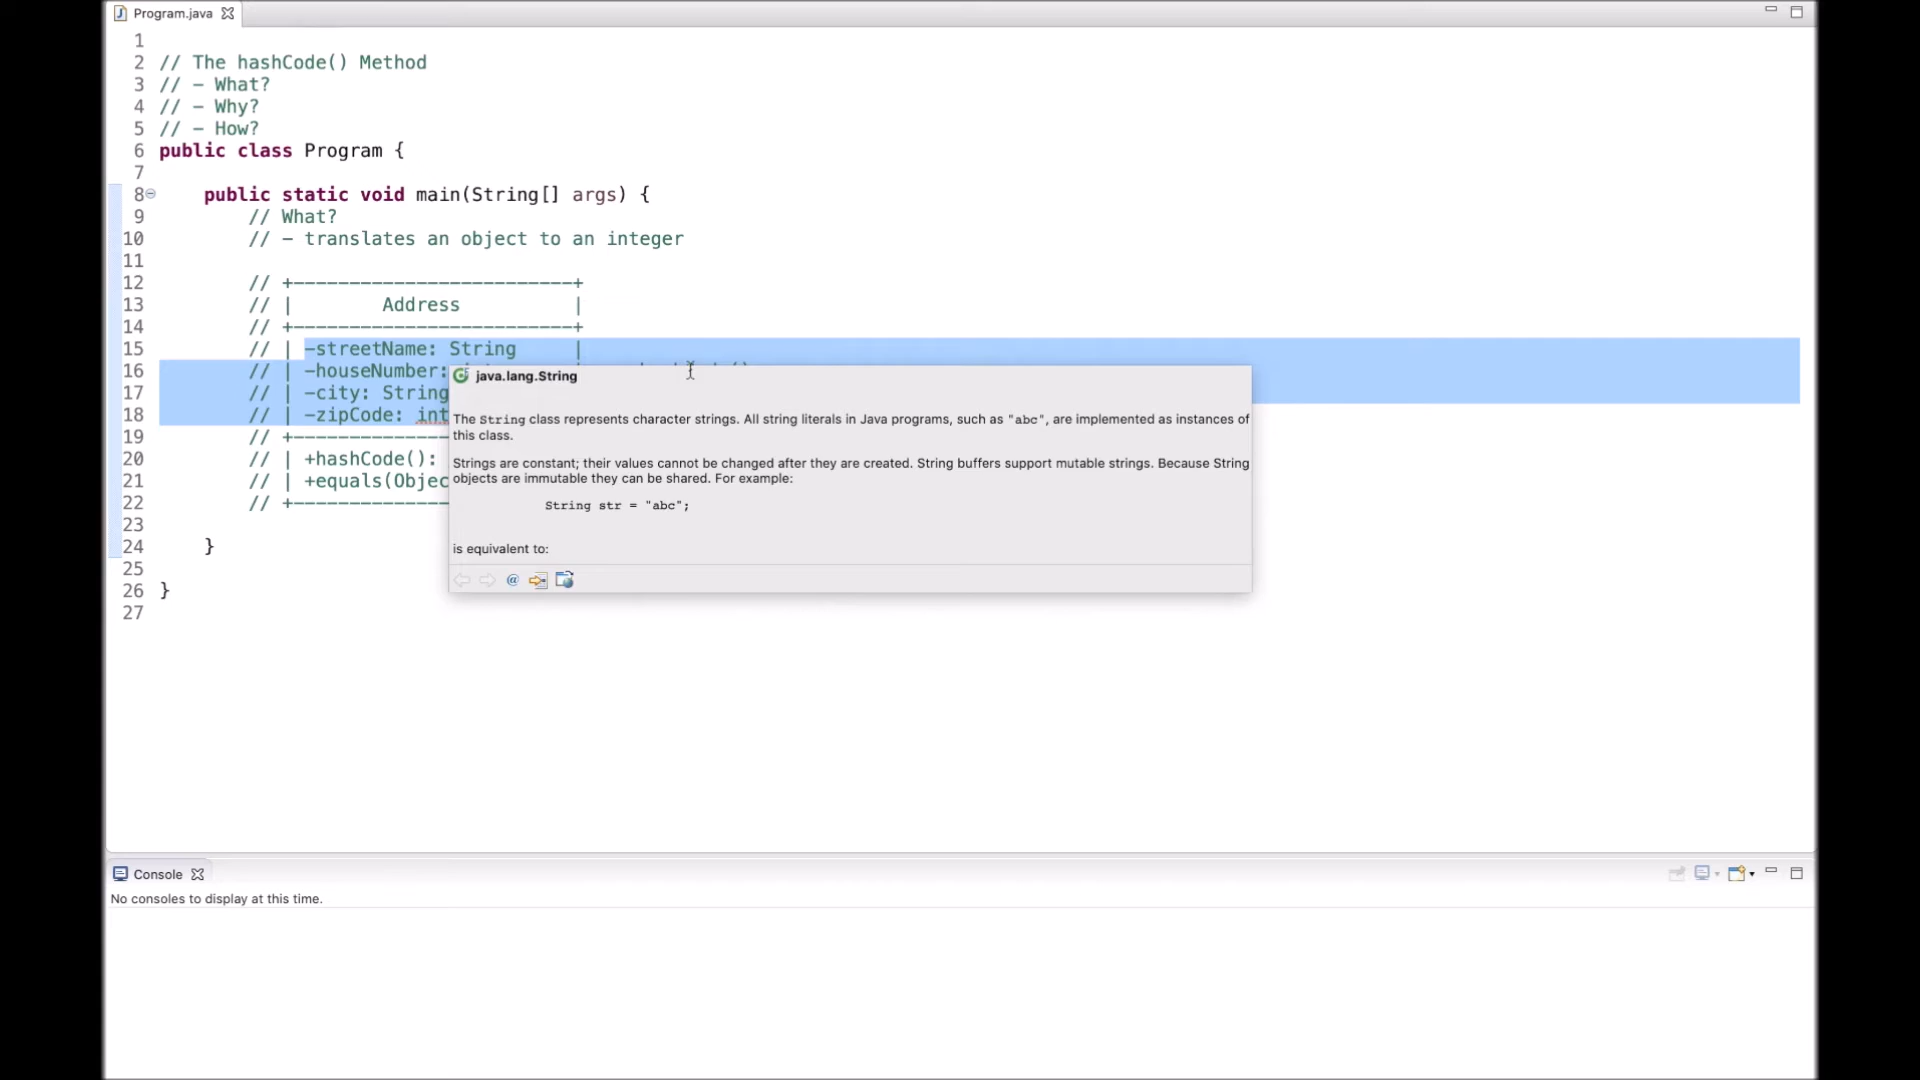 Program.java
1
2 // The hashCode() Method
3 // - What?
4 // - Why?
5 // - How?
6 public class Program {
7
8 public static void main(String[] args) {
9 // What?
10 // - translates an object to an integer
11
12 // +-------------------------+
13 // | Address |
14 // +-------------------------+
15 // | -streetName: String |
16 // | -houseNumber:
17 // | -city: String
18 // | -zipCode: int
19 // +--------------
20 // | +hashCode():
21 // | +equals(Objec
22 // +--------------
23
24 }
25
26 }
27
java.lang.String
The String class represents character strings. All string literals in Java programs, such as "abc", are implemented as instances of
this class.
Strings are constant; their values cannot be changed after they are created. String buffers support mutable strings. Because String
objects are immutable they can be shared. For example:
String str = "abc";
is equivalent to:
@
Console
No consoles to display at this time.